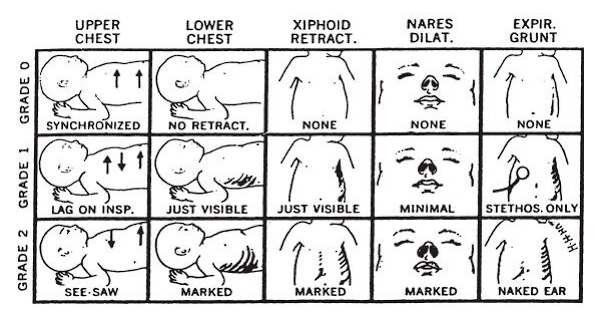 UPPER CHEST
LOWER CHEST
XIPHOID RETRACT.
NARES DILAT.
EXPIR. GRUNT
GRADE 0
SYNCHRONIZED
NO RETRACT.
NONE
NONE
NONE
GRADE 1
LAG ON INSP.
JUST VISIBLE
JUST VISIBLE
MINIMAL
STETHOS. ONLY
GRADE 2
SEE-SAW
MARKED
MARKED
MARKED
NAKED EAR